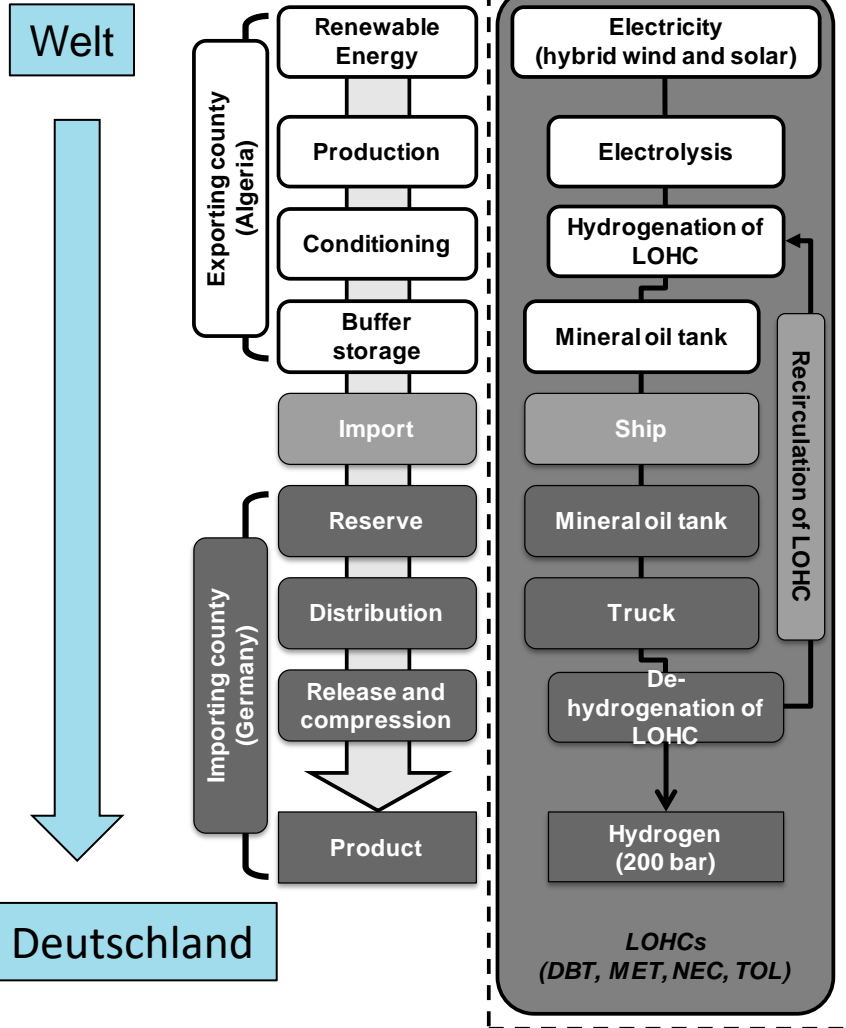 Welt
Exporting county
(Algeria)
Renewable
Energy
Production
Conditioning
Buffer
storage
Import
Importing county
(Germany)
Reserve
Distribution
Release and
compression
Product
Deutschland
Electricity
(hybrid wind and solar)
Electrolysis
Hydrogenation of
LOHC
Mineral oil tank
Ship
Mineral oil tank
Truck
De-
hydrogenation of
LOHC
Hydrogen
(200 bar)
Recirculation of LOHC
LOHCs
(DBT, MET, NEC, TOL)